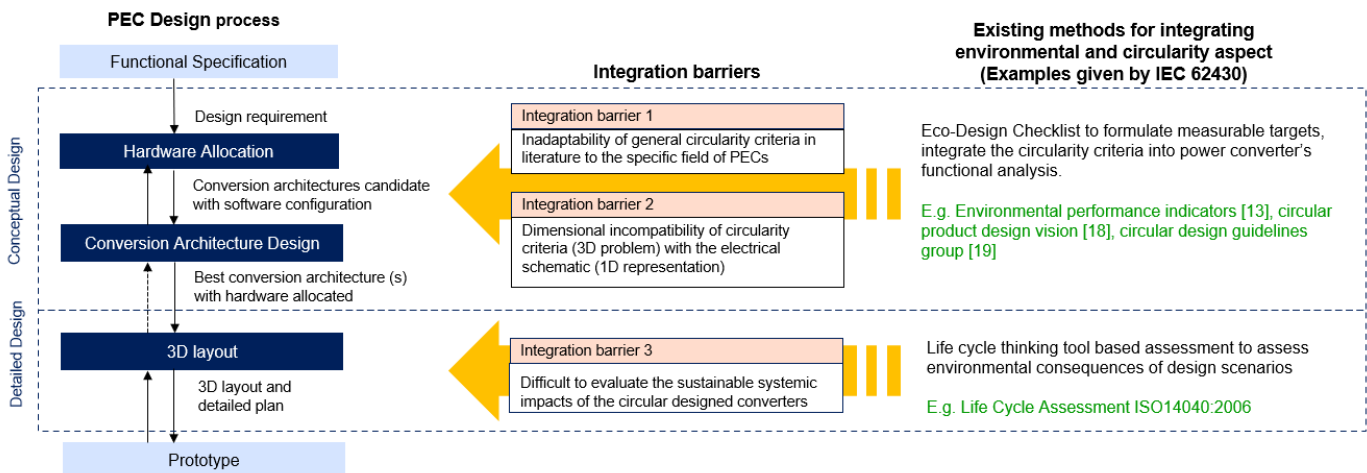 PEC Design process
Functional Specification
Design requirement
Hardware Allocation
Conversion architectures candidate
with software configuration
Conversion Architecture Design
Best conversion architecture (s)
with hardware allocated
3D layout
3D layout and
detailed plan
Prototype
Conceptual Design
Detailed Design
Integration barriers
Integration barrier 1
Inadaptability of general circularity criteria in
literature to the specific field of PECs
Integration barrier 2
Dimensional incompatibility of circularity
criteria (3D problem) with the electrical
schematic (1D representation)
Integration barrier 3
Difficult to evaluate the sustainable systemic
impacts of the circular designed converters
Existing methods for integrating
environmental and circularity aspect
(Examples given by IEC 62430)
Eco-Design Checklist to formulate measurable targets,
integrate the circularity criteria into power converter's
functional analysis.
E.g. Environmental performance indicators [13], circular
product design vision [18], circular design guidelines
group [19]
Life cycle thinking tool based assessment to assess
environmental consequences of design scenarios
E.g. Life Cycle Assessment ISO14040:2006